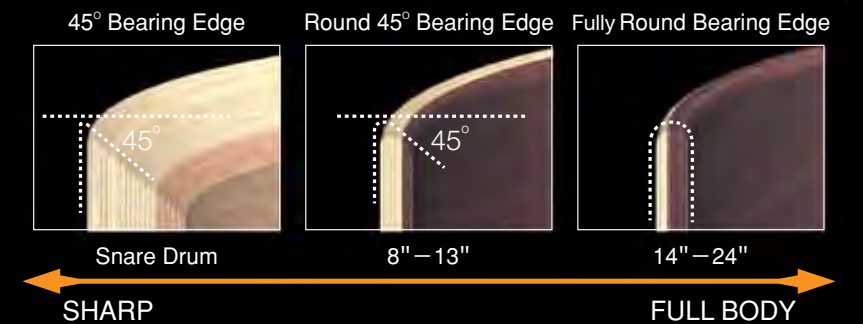 45° Bearing Edge
Round 45° Bearing Edge
Fully Round Bearing Edge
45°
45°
Snare Drum
8"－13"
14"－24"
SHARP
FULL BODY